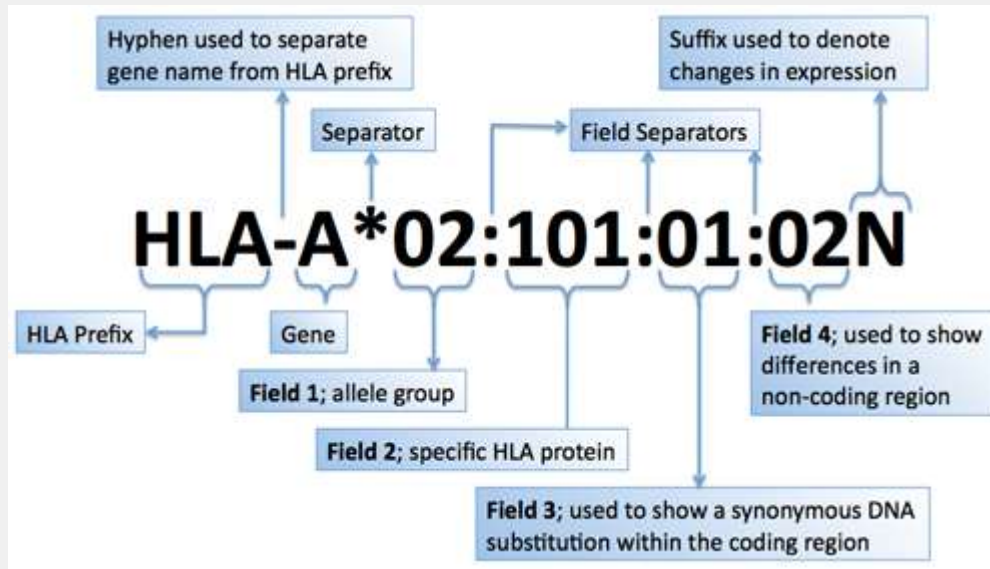 Hyphen used to separate
gene name from HLA prefix
Suffix used to denote
changes in expression
Separator
Field Separators
HLA-A*02:101:01:02N
HLA Prefix
Gene
Field 1; allele group
Field 2; specific HLA protein
Field 3; used to show a synonymous DNA
substitution within the coding region
Field 4; used to show
differences in a
non-coding region